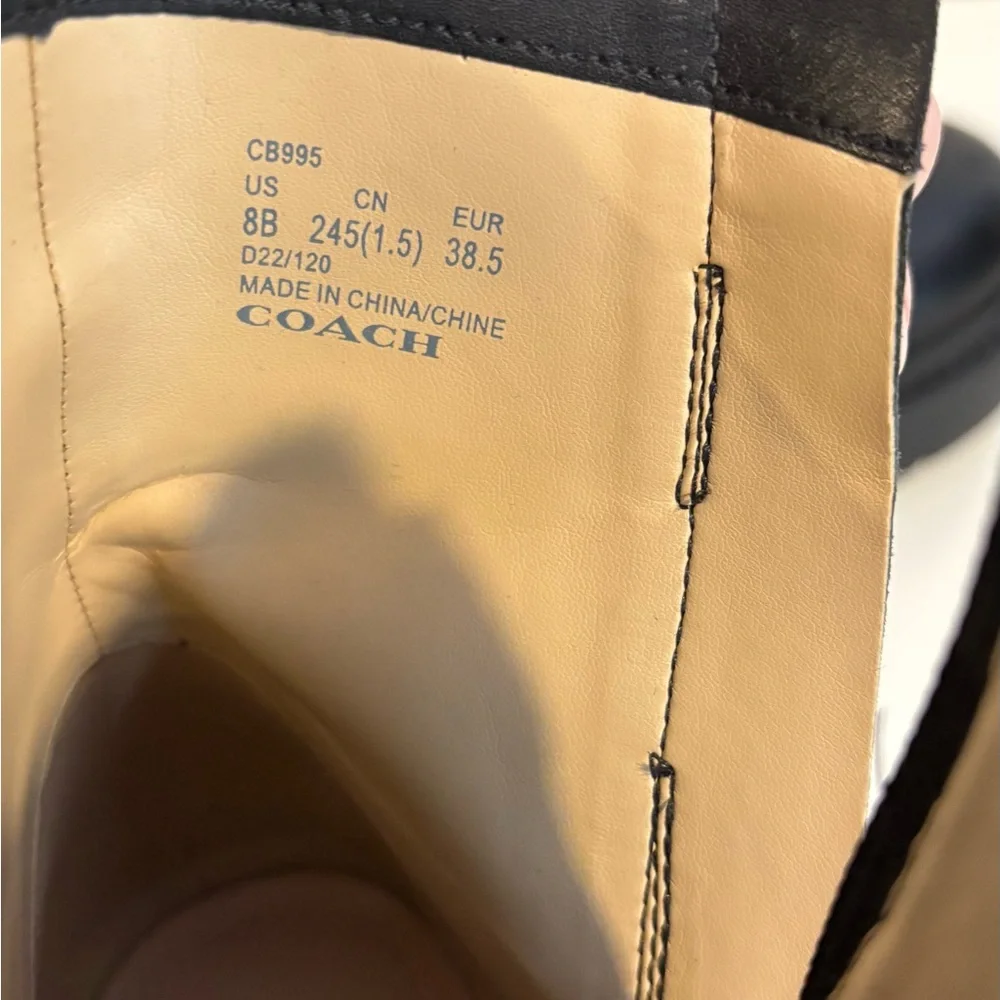 CB995
US CN EUR
8B 245(1.5) 38.5
D22/120
MADE IN CHINA/CHINE
COACH